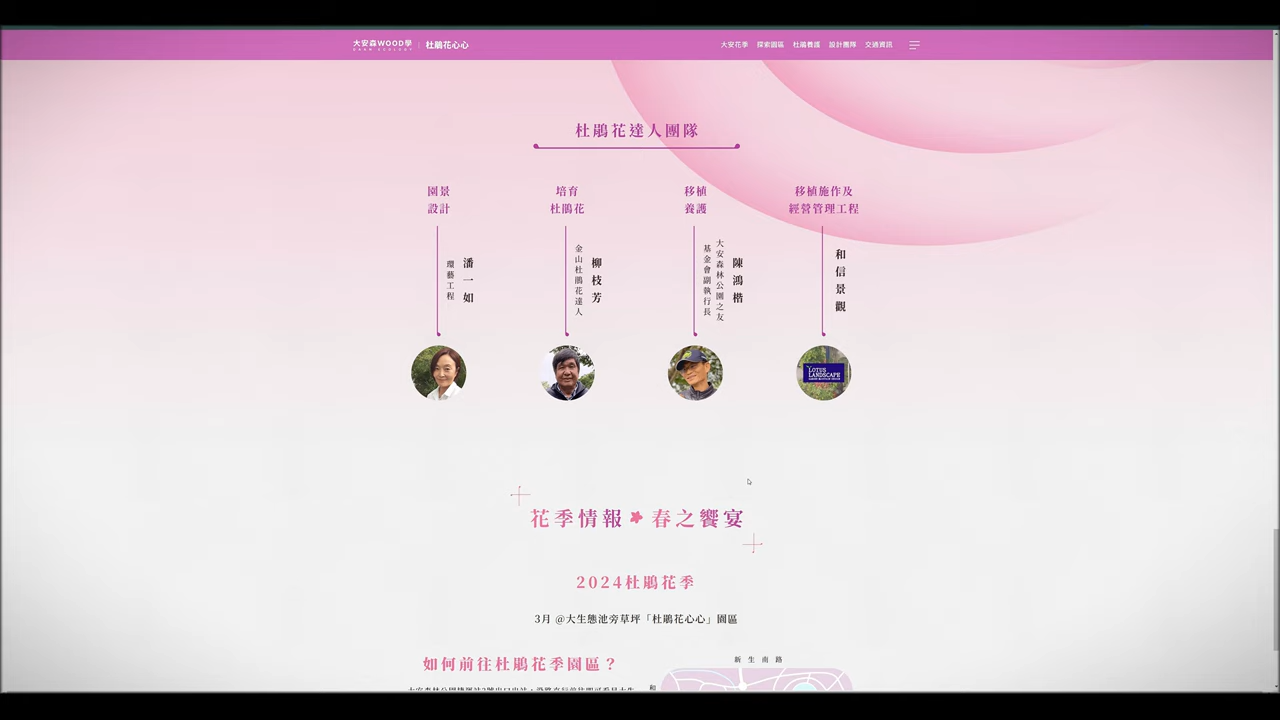 大安森WOOD學 杜鵑花心心
大安花季 探索園區 杜鵑養護 設計團隊 交通資訊
杜鵑花達人團隊
園景
設計
環藝工程
潘一如
培育
杜鵑花
金山杜鵑花達人
柳枝芳
移植
養護
大安森林公園之友
基金會副執行長
陳鴻楷
移植施作及
經營管理工程
和信景觀
LOTUS
LANDSCAPE
花季情報 春之饗宴
2024杜鵑花季
3月 @大生態池旁草坪「杜鵑花心心」園區
如何前往杜鵑花季園區？
新生南路
和